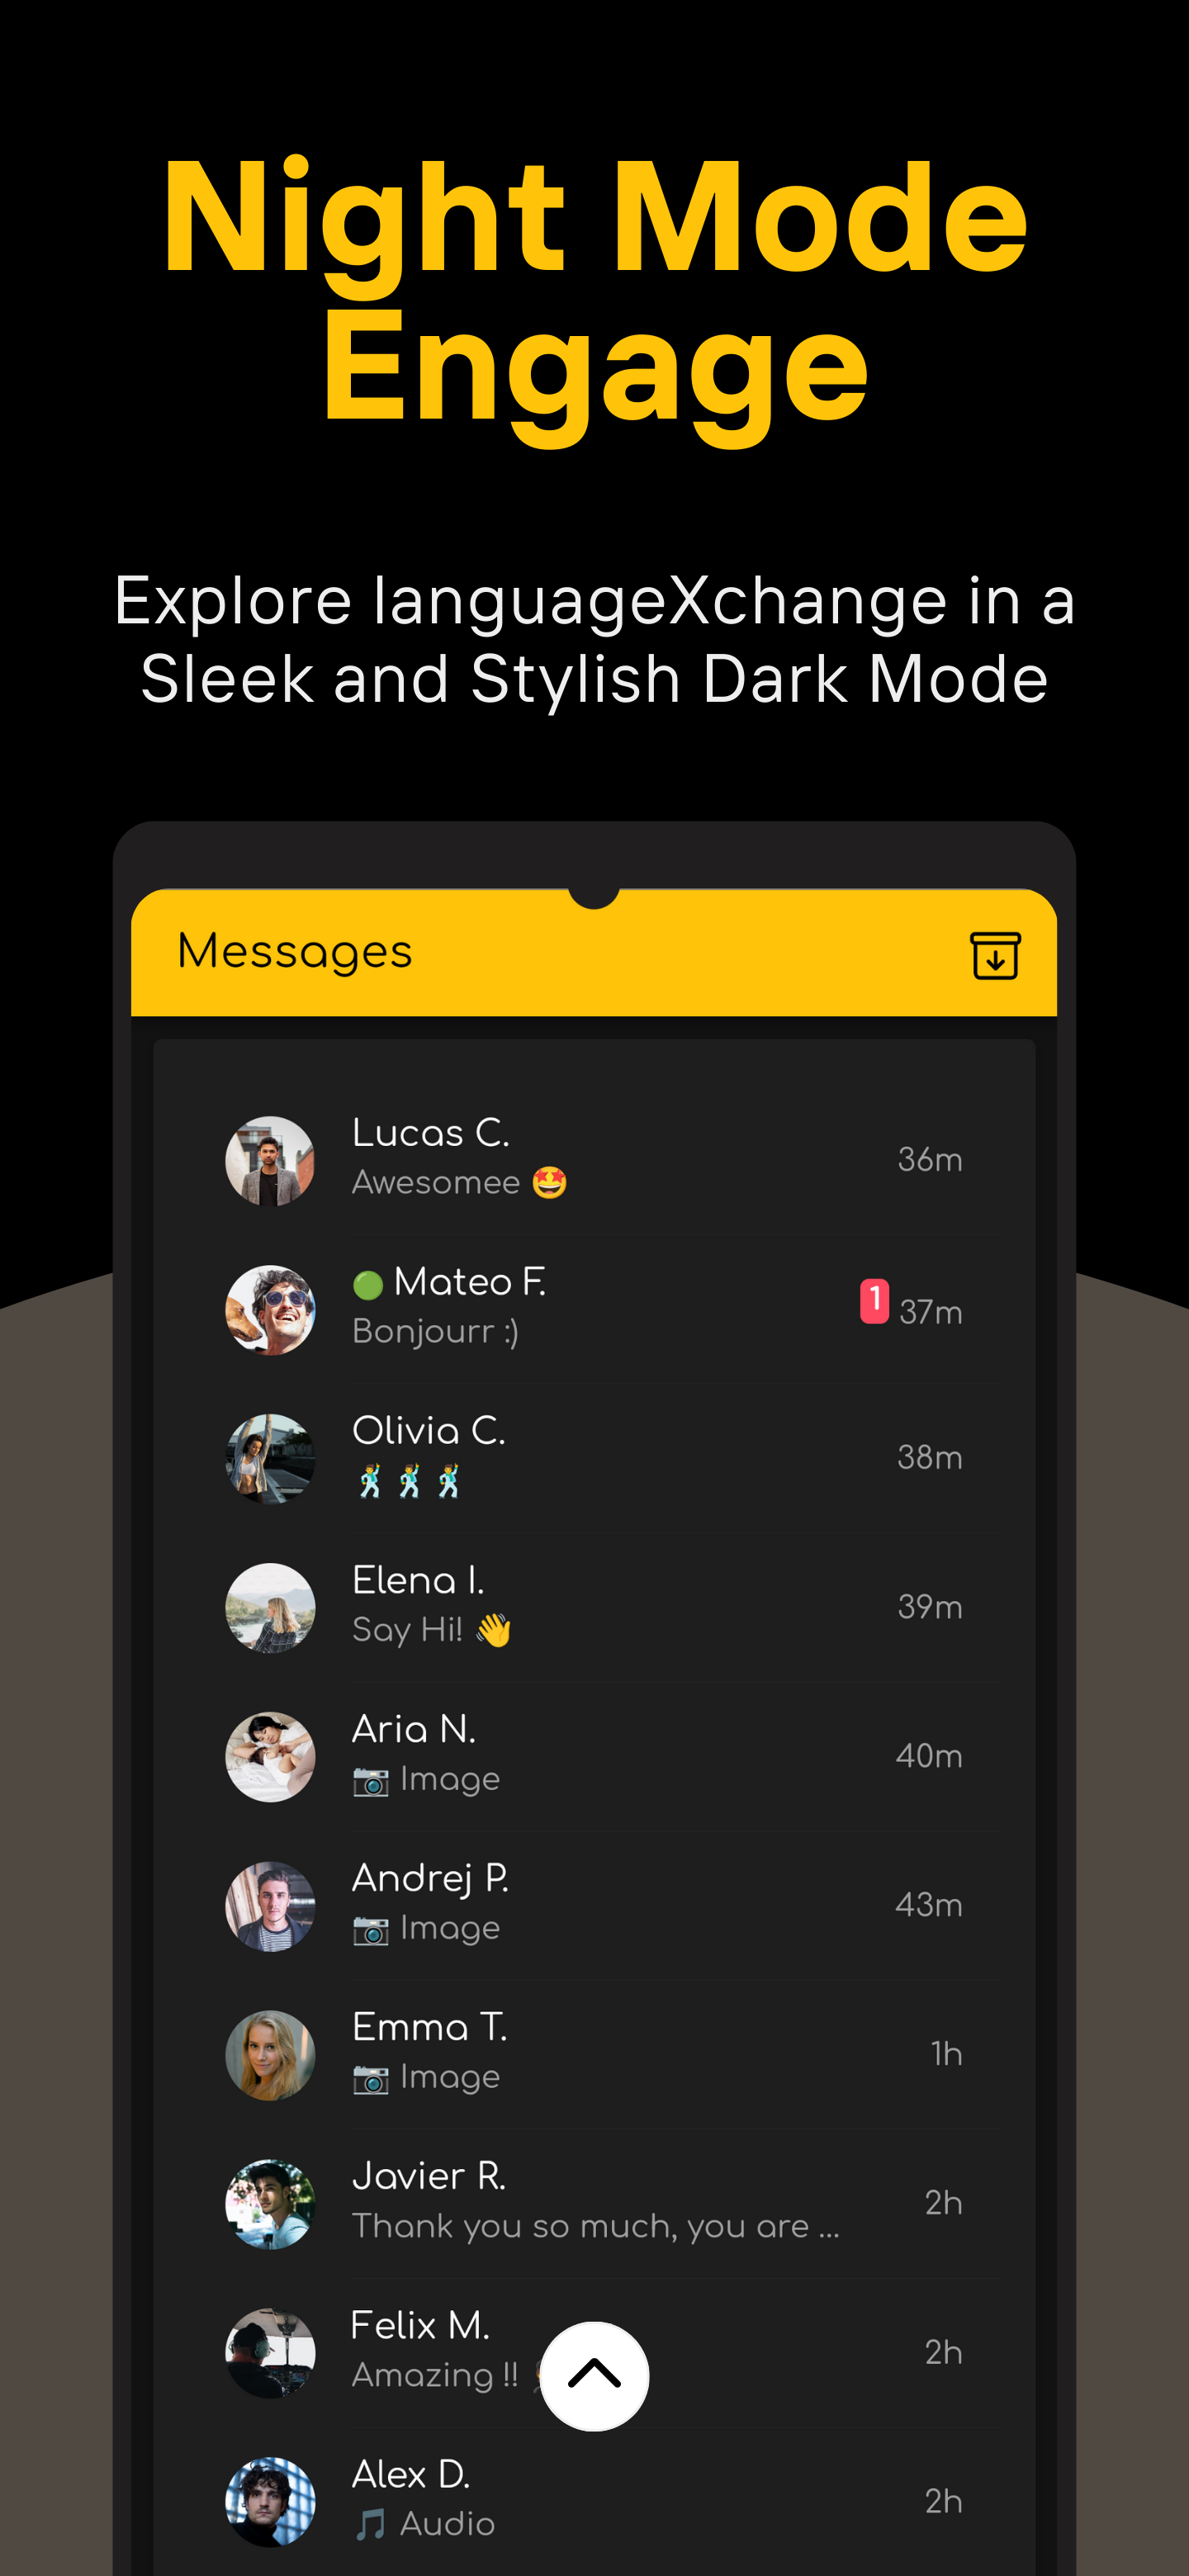 Night Mode
Engage
Explore languageXchange in a
Sleek and Stylish Dark Mode
Messages
Lucas C.
Awesomee 🤩
36m
🟢 Mateo F.
Bonjourr :)
1 37m
Olivia C.
🕺🕺🕺
38m
Elena I.
Say Hi! 👋
39m
Aria N.
📷 Image
40m
Andrej P.
📷 Image
43m
Emma T.
📷 Image
1h
Javier R.
Thank you so much, you are ...
2h
Felix M.
Amazing !!
2h
Alex D.
🎵 Audio
2h